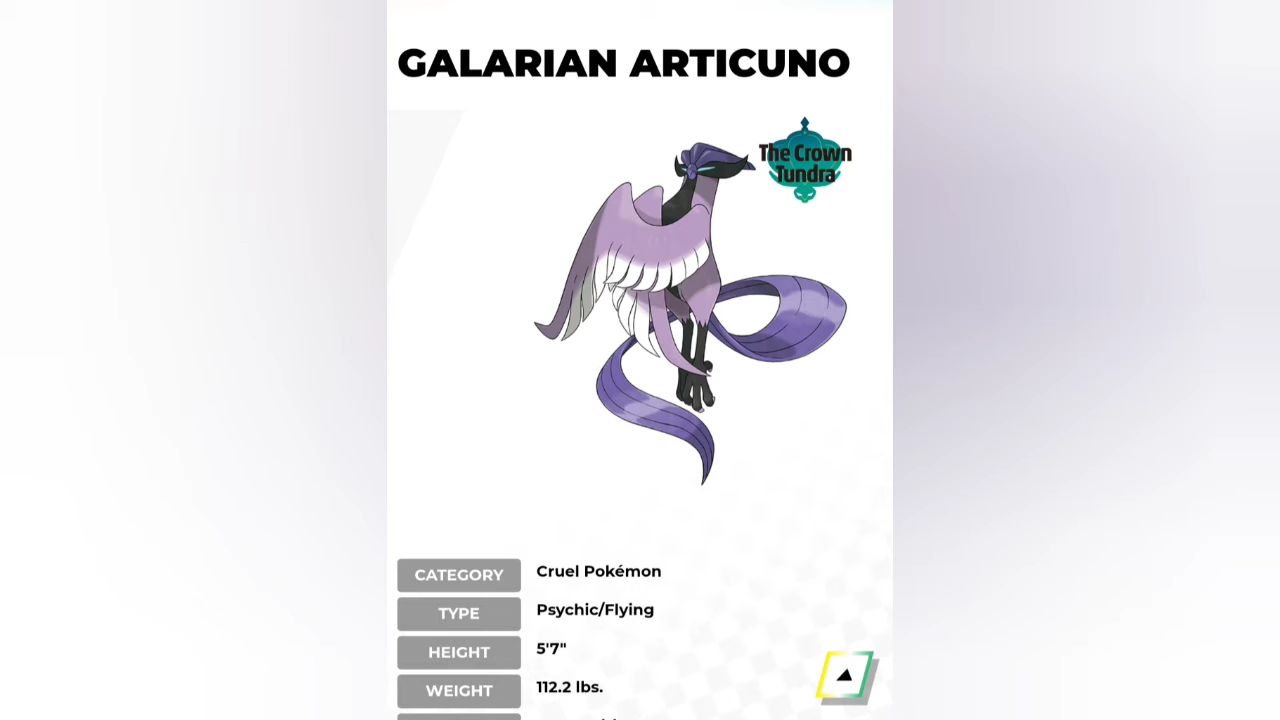 GALARIAN ARTICUNO
The Crown
Tundra
CATEGORY Cruel Pokémon
TYPE Psychic/Flying
HEIGHT 5'7"
WEIGHT 112.2 lbs.